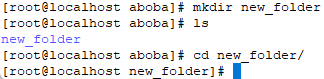 [root@localhost aboba]# mkdir new_folder
[root@localhost aboba]# ls
new_folder
[root@localhost aboba]# cd new_folder/
[root@localhost new_folder]#